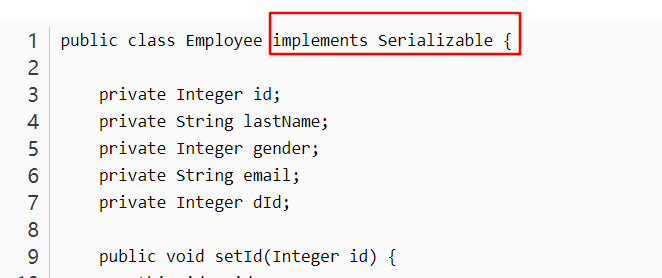 1 public class Employee implements Serializable {
2
3 private Integer id;
4 private String lastName;
5 private Integer gender;
6 private String email;
7 private Integer dId;
8
9 public void setId(Integer id) {